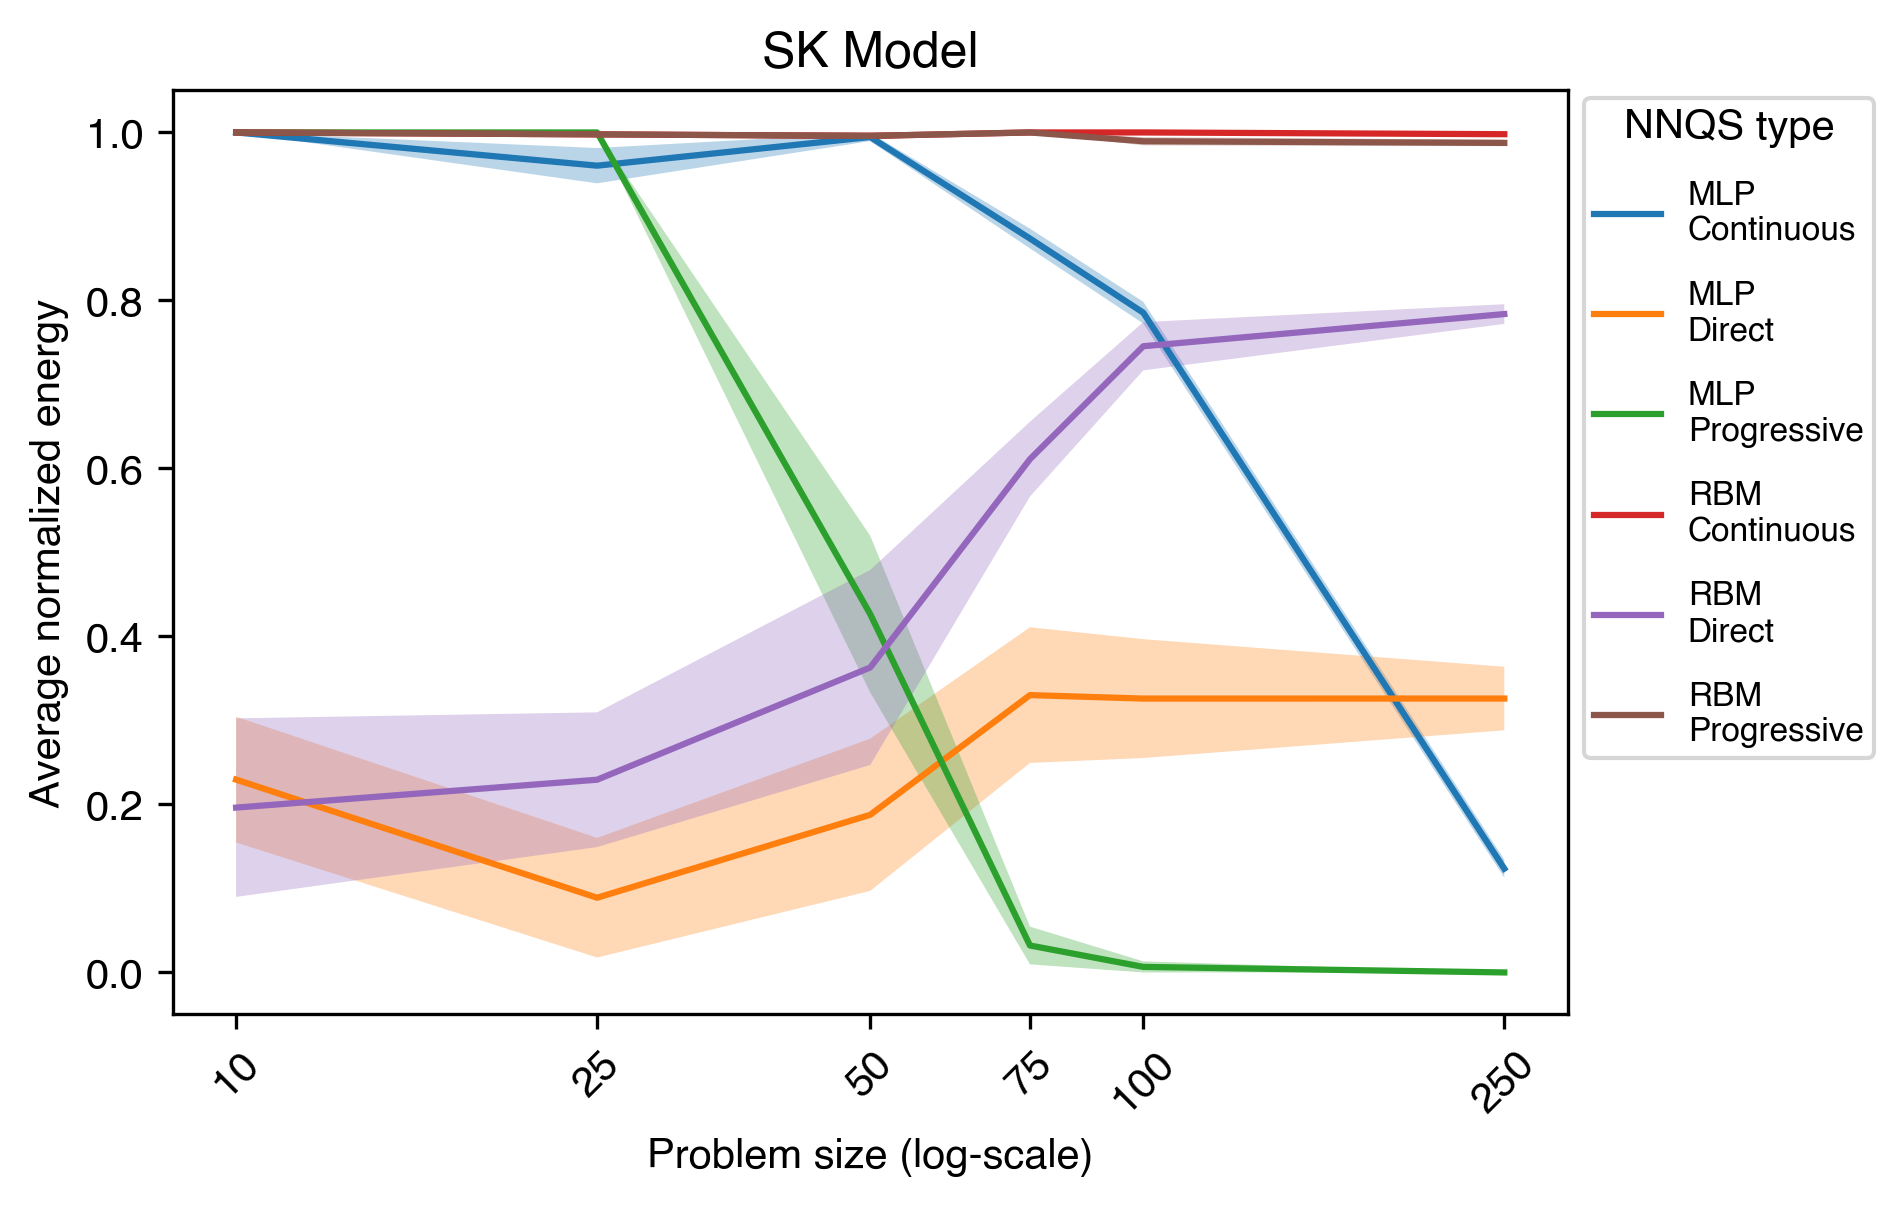 SK Model
1.0
0.8
0.6
0.4
0.2
0.0
Average normalized energy
10
25
50
75
100
250
Problem size (log-scale)
NNQS type
MLP
Continuous
MLP
Direct
MLP
Progressive
RBM
Continuous
RBM
Direct
RBM
Progressive